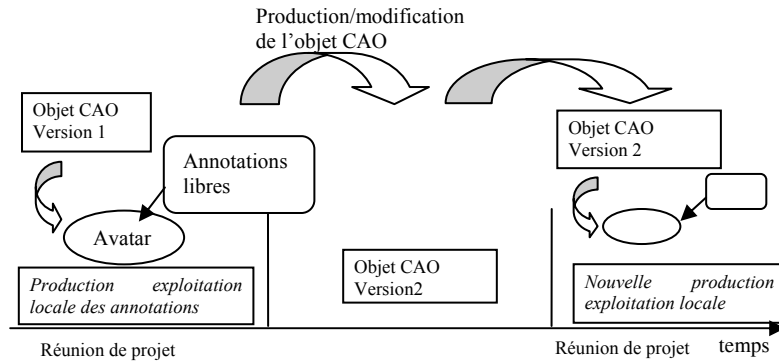 Production/modification
de l'objet CAO
Objet CAO
Version 1
Annotations
libres
Avatar
Production exploitation
locale des annotations
Objet CAO
Version2
Objet CAO
Version 2
Nouvelle production
exploitation locale
Réunion de projet
Réunion de projet
temps